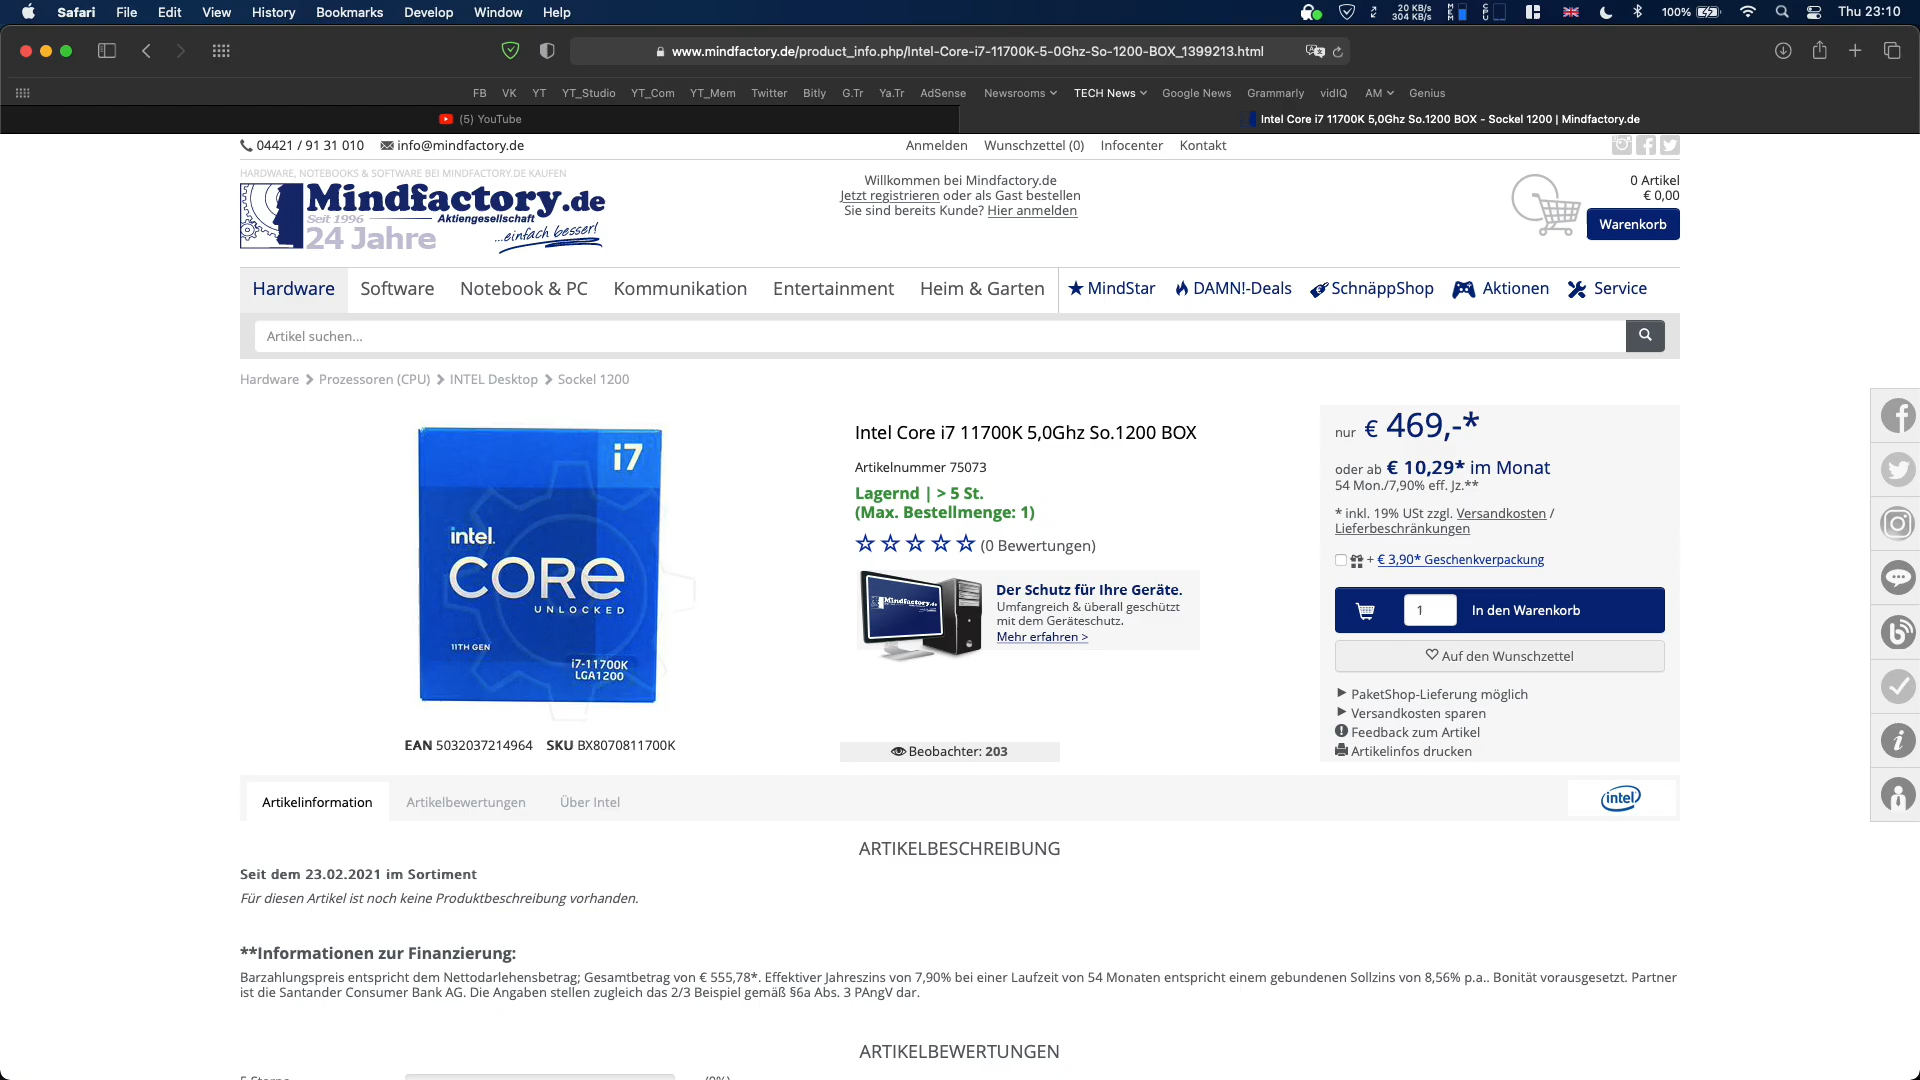 Safari File Edit View History Bookmarks Develop Window Help
20 KB/s
304 KB/s
100%
Thu 23:10
www.mindfactory.de/product_info.php/Intel-Core-i7-11700K-5-0Ghz-So-1200-BOX_1399213.html
FB VK YT YT_Studio YT_Com YT_Mem Twitter Bitly G.Tr Ya.Tr AdSense Newsrooms TECH News Google News Grammarly vidIQ AM Genius
(5) YouTube
Intel Core i7 11700K 5,0Ghz So.1200 BOX - Sockel 1200 | Mindfactory.de
04421 / 91 31 010 info@mindfactory.de
Anmelden Wunschzettel (0) Infocenter Kontakt
HARDWARE, NOTEBOOKS & SOFTWARE BEI MINDFACTORY.DE KAUFEN
Mindfactory.de
Seit 1996 Aktiengesellschaft
24 Jahre ...einfach besser!
Willkommen bei Mindfactory.de
Jetzt registrieren oder als Gast bestellen
Sie sind bereits Kunde? Hier anmelden
0 Artikel
€ 0,00
Warenkorb
Hardware Software Notebook & PC Kommunikation Entertainment Heim & Garten MindStar DAMN!-Deals SchnäppShop Aktionen Service
Artikel suchen...
Hardware Prozessoren (CPU) INTEL Desktop Sockel 1200
i7
intel.
CORE
UNLOCKED
11TH GEN
i7-11700K
LGA1200
EAN 5032037214964 SKU BX8070811700K
Intel Core i7 11700K 5,0Ghz So.1200 BOX
Artikelnummer 75073
Lagernd | > 5 St.
(Max. Bestellmenge: 1)
(0 Bewertungen)
Mindfactory.de
Der Schutz für Ihre Geräte.
Umfangreich & überall geschützt
mit dem Geräteschutz.
Mehr erfahren >
Beobachter: 203
nur € 469,-*
oder ab € 10,29* im Monat
54 Mon./7,90% eff. Jz.**
* inkl. 19% USt zzgl. Versandkosten /
Lieferbeschränkungen
+ € 3,90* Geschenkverpackung
1 In den Warenkorb
Auf den Wunschzettel
PaketShop-Lieferung möglich
Versandkosten sparen
Feedback zum Artikel
Artikelinfos drucken
Artikelinformation Artikelbewertungen Über Intel
intel
ARTIKELBESCHREIBUNG
Seit dem 23.02.2021 im Sortiment
Für diesen Artikel ist noch keine Produktbeschreibung vorhanden.
**Informationen zur Finanzierung:
Barzahlungspreis entspricht dem Nettodarlehensbetrag; Gesamtbetrag von € 555,78*. Effektiver Jahreszins von 7,90% bei einer Laufzeit von 54 Monaten entspricht einem gebundenen Sollzins von 8,56% p.a.. Bonität vorausgesetzt. Partner
ist die Santander Consumer Bank AG. Die Angaben stellen zugleich das 2/3 Beispiel gemäß §6a Abs. 3 PAngV dar.
ARTIKELBEWERTUNGEN